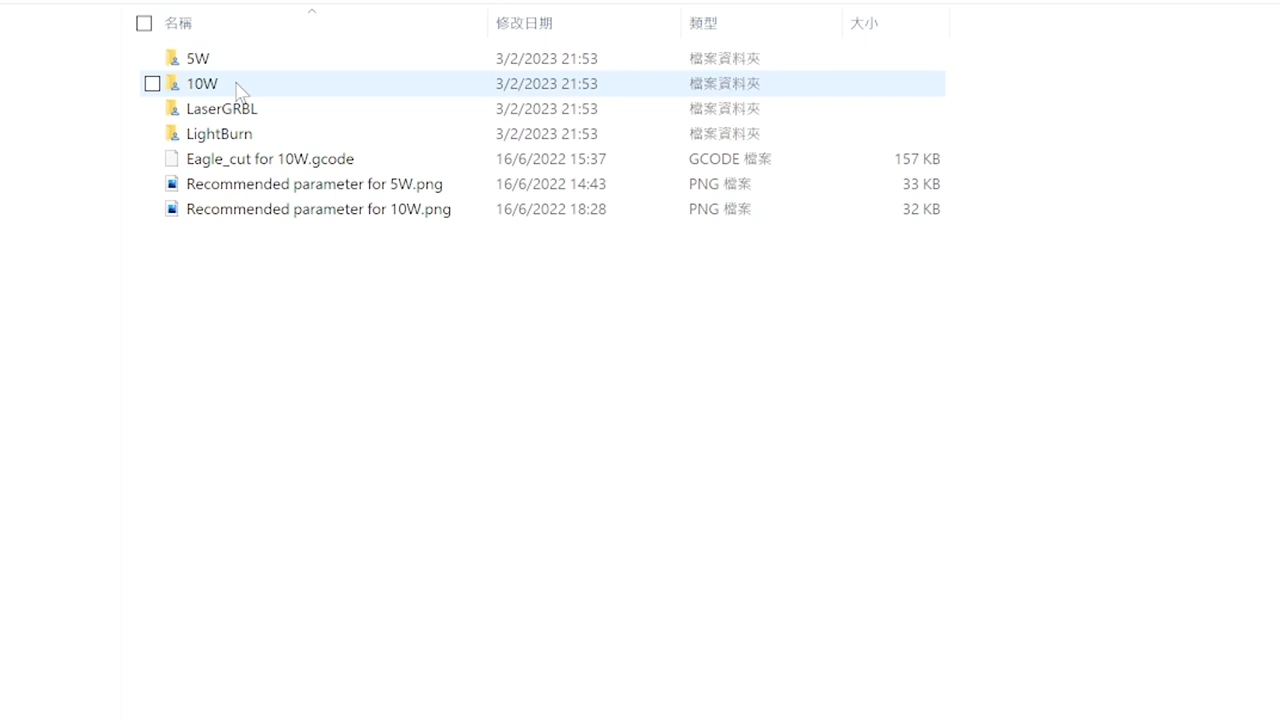 名稱 修改日期 類型 大小
5W 3/2/2023 21:53 檔案資料夾
10W 3/2/2023 21:53 檔案資料夾
LaserGRBL 3/2/2023 21:53 檔案資料夾
LightBurn 3/2/2023 21:53 檔案資料夾
Eagle_cut for 10W.gcode 16/6/2022 15:37 GCODE 檔案 157 KB
Recommended parameter for 5W.png 16/6/2022 14:43 PNG 檔案 33 KB
Recommended parameter for 10W.png 16/6/2022 18:28 PNG 檔案 32 KB